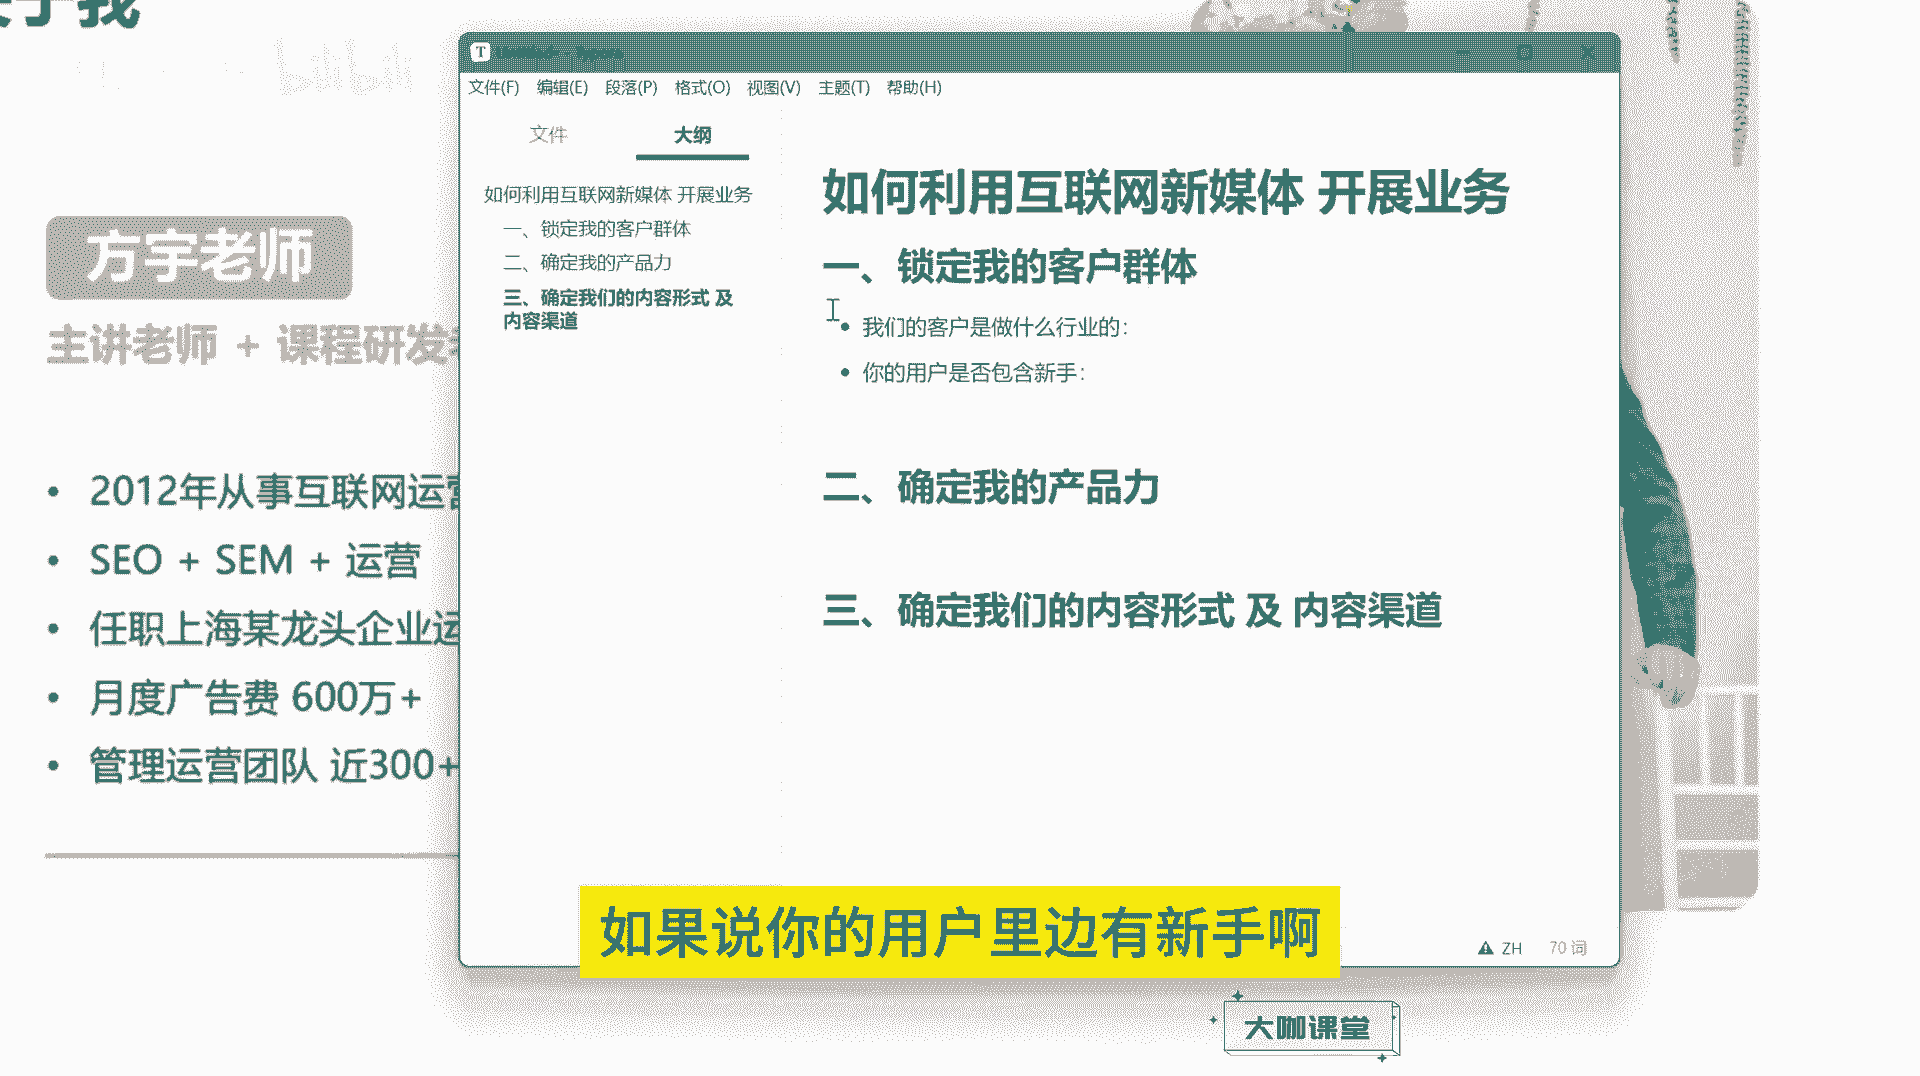 bilibili
方宇老师
主讲老师 + 课程研发
2012年从事互联网运营
SEO + SEM + 运营
任职上海某龙头企业运
月度广告费 600万+
管理运营团队 近300+
T
文件(F) 编辑(E) 段落(P) 格式(O) 视图(V) 主题(T) 帮助(H)
文件 大纲
如何利用互联网新媒体 开展业务
一、锁定我的客户群体
二、确定我的产品力
三、确定我们的内容形式 及
内容渠道
如何利用互联网新媒体 开展业务
一、锁定我的客户群体
我们的客户是做什么行业的：
你的用户是否包含新手：
二、确定我的产品力
三、确定我们的内容形式 及 内容渠道
ZH 70 词
如果说你的用户里边有新手啊
大咖课堂